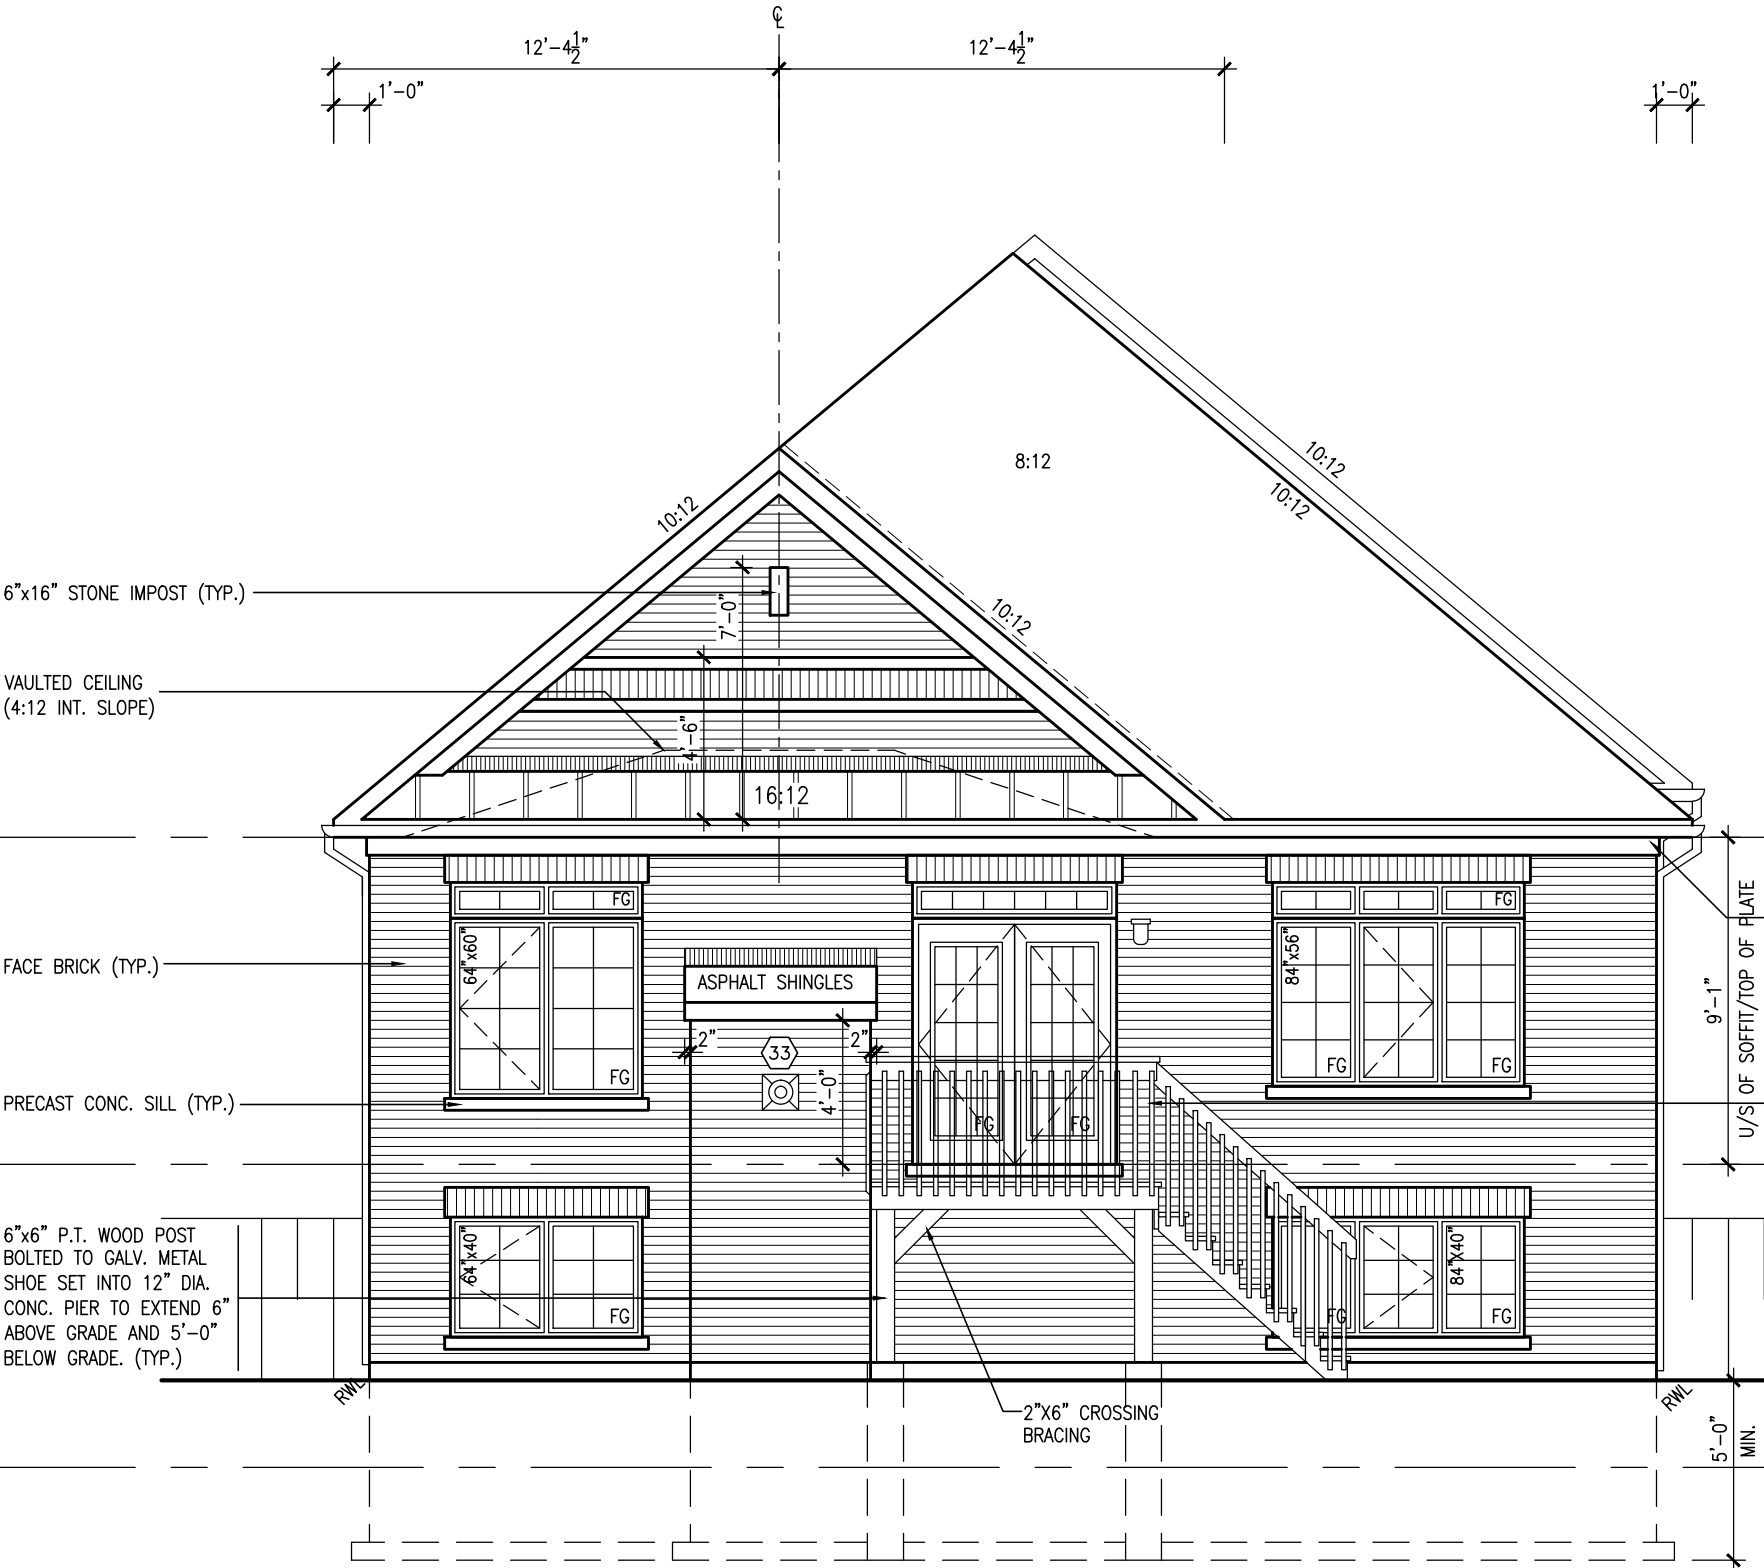 ℄
12'-4½" 12'-4½"
1'-0" 1'-0"
10:12
8:12
10:12
10:12
6"x16" STONE IMPOST (TYP.)
7'-0"
10:12
VAULTED CEILING
(4:12 INT. SLOPE)
4'-6"
16:12
FG
FG
64"x60"
84"x56"
FACE BRICK (TYP.)
ASPHALT SHINGLES
9'-1"
U/S OF SOFFIT/TOP OF PLATE
2" 33 2"
FG
FG
4'-0"
PRECAST CONC. SILL (TYP.)
FG FG
6"x6" P.T. WOOD POST
BOLTED TO GALV. METAL
SHOE SET INTO 12" DIA.
CONC. PIER TO EXTEND 6"
ABOVE GRADE AND 5'-0"
BELOW GRADE. (TYP.)
64"x40"
84"X40"
FG FG FG
RWL RWL
2"X6" CROSSING
BRACING
5'-0"
MIN.